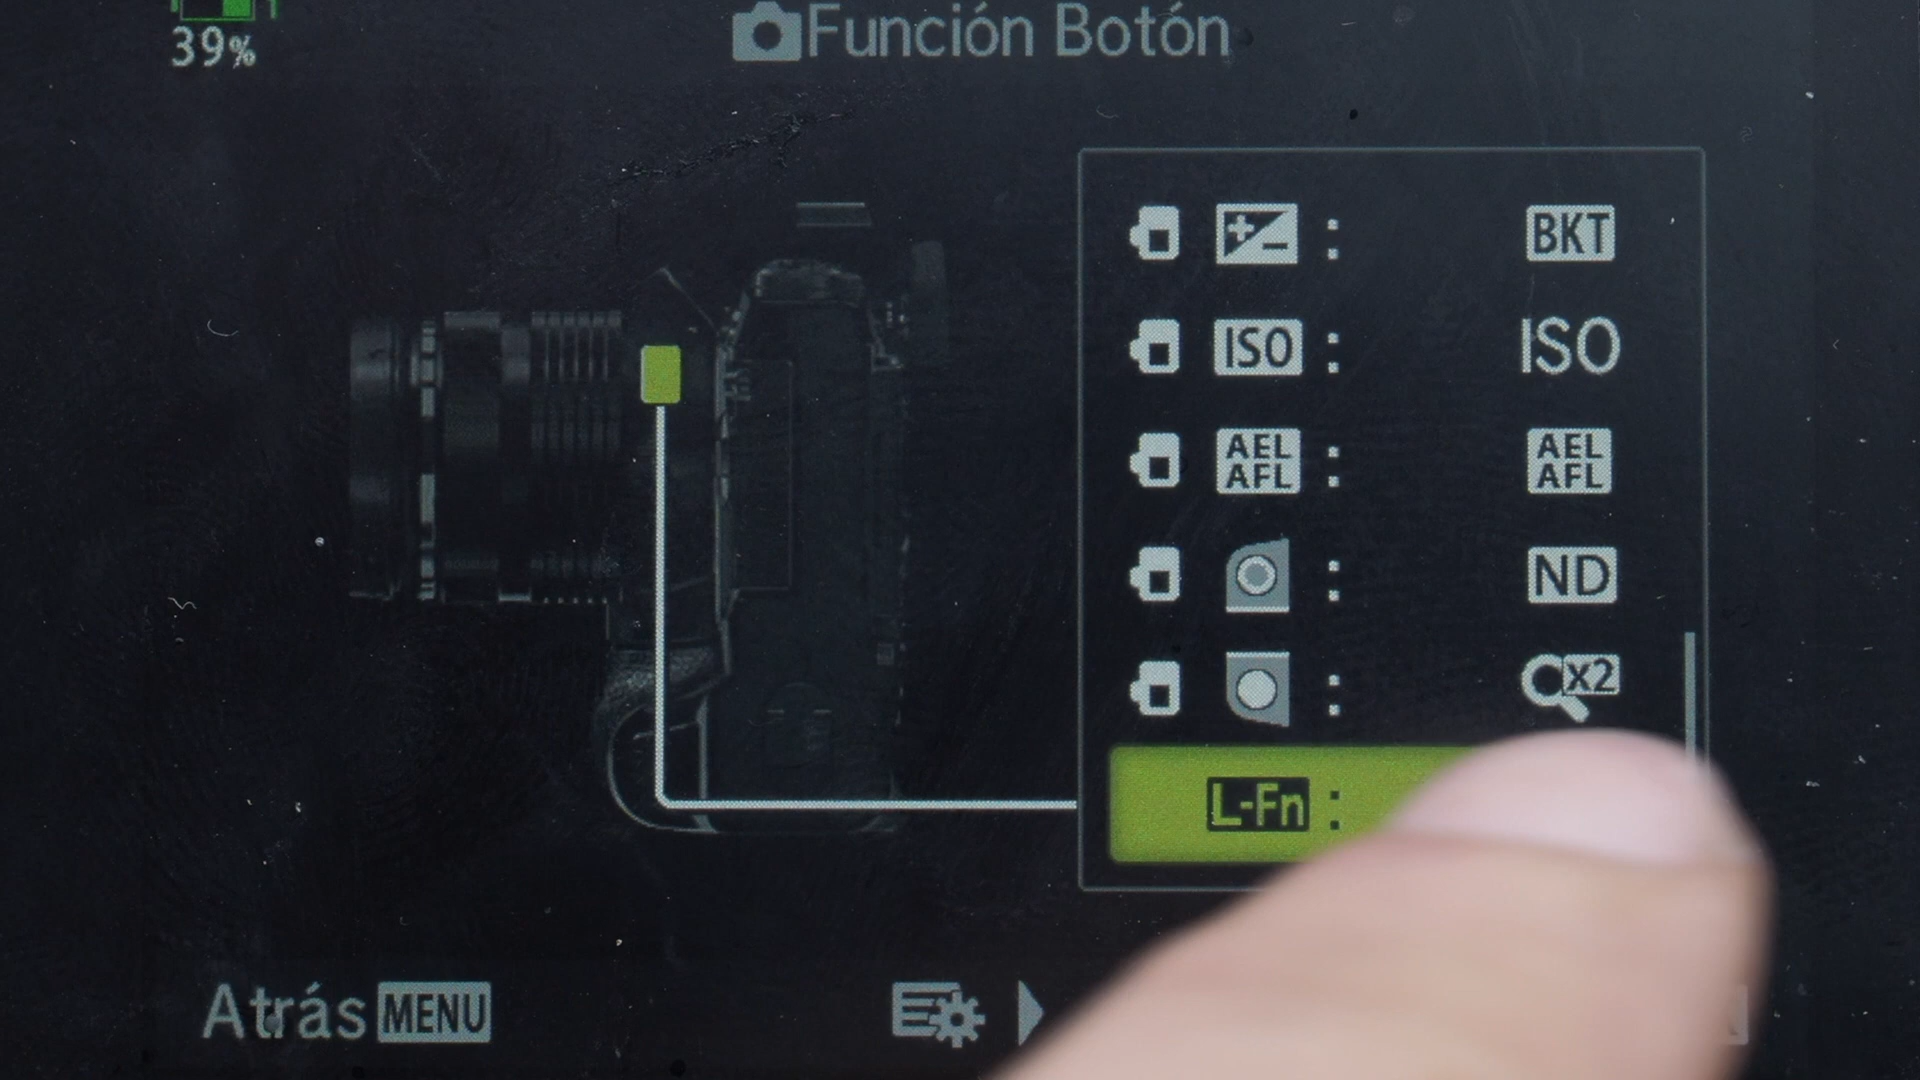 39%
Función Botón
BKT
ISO : ISO
AEL AFL : AEL AFL
: ND
: x2
L-Fn :
Atrás MENU